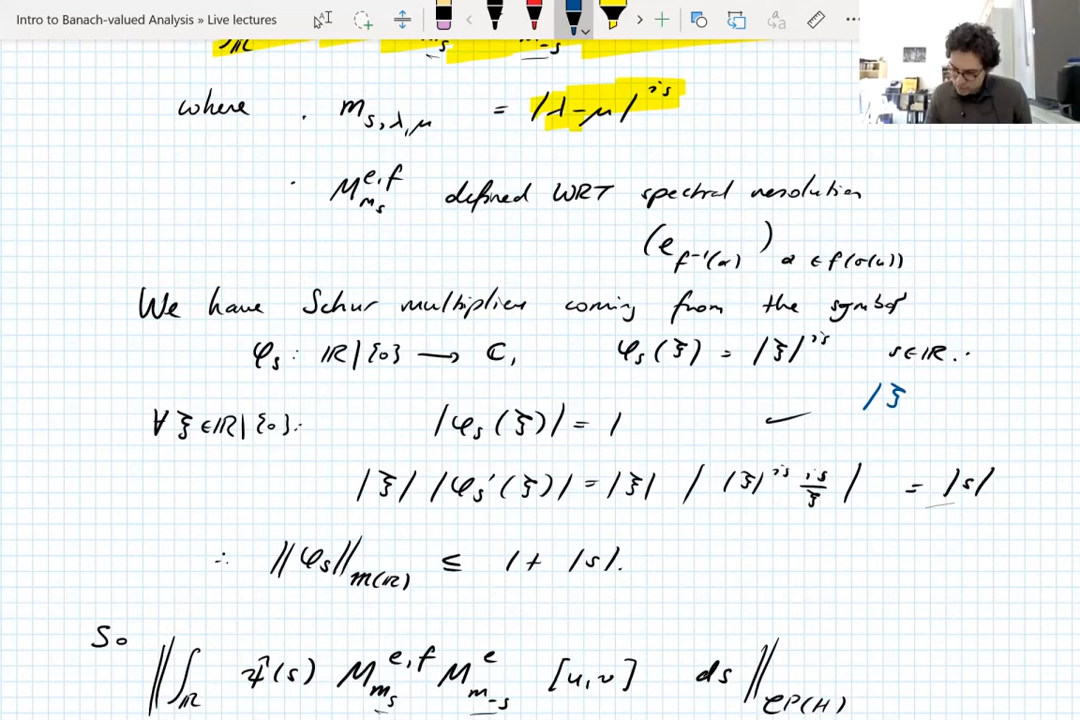 Intro to Banach-valued Analysis » Live lectures
where · m_{s,λ,μ} = |λ-μ|^{is}
· M^{e,f}_{m_s} defined WRT spectral resolution
(e_{f^{-1}(α)})_{α ∈ f(σ(u))}
We have Schur multiplier coming from the symbol
φ_s : ℝ|{0} → ℂ, φ_s(ξ) = |ξ|^{is} s∈ℝ.
|ξ
∀ ξ∈ℝ|{0}: |φ_s(ξ)| = 1 ✓
|ξ| |φ_s'(ξ)| = |ξ| | |ξ|^{is} \frac{is}{ξ} | = |s|
∴ ||φ_s||_{m(ℝ)} ≤ 1 + |s|.
So
||∫_ℝ \hat{ψ}(s) M^{e,f}_{m_s} M^e_{m_{-s}} [u,v] ds||_{𝒞^p(H)}